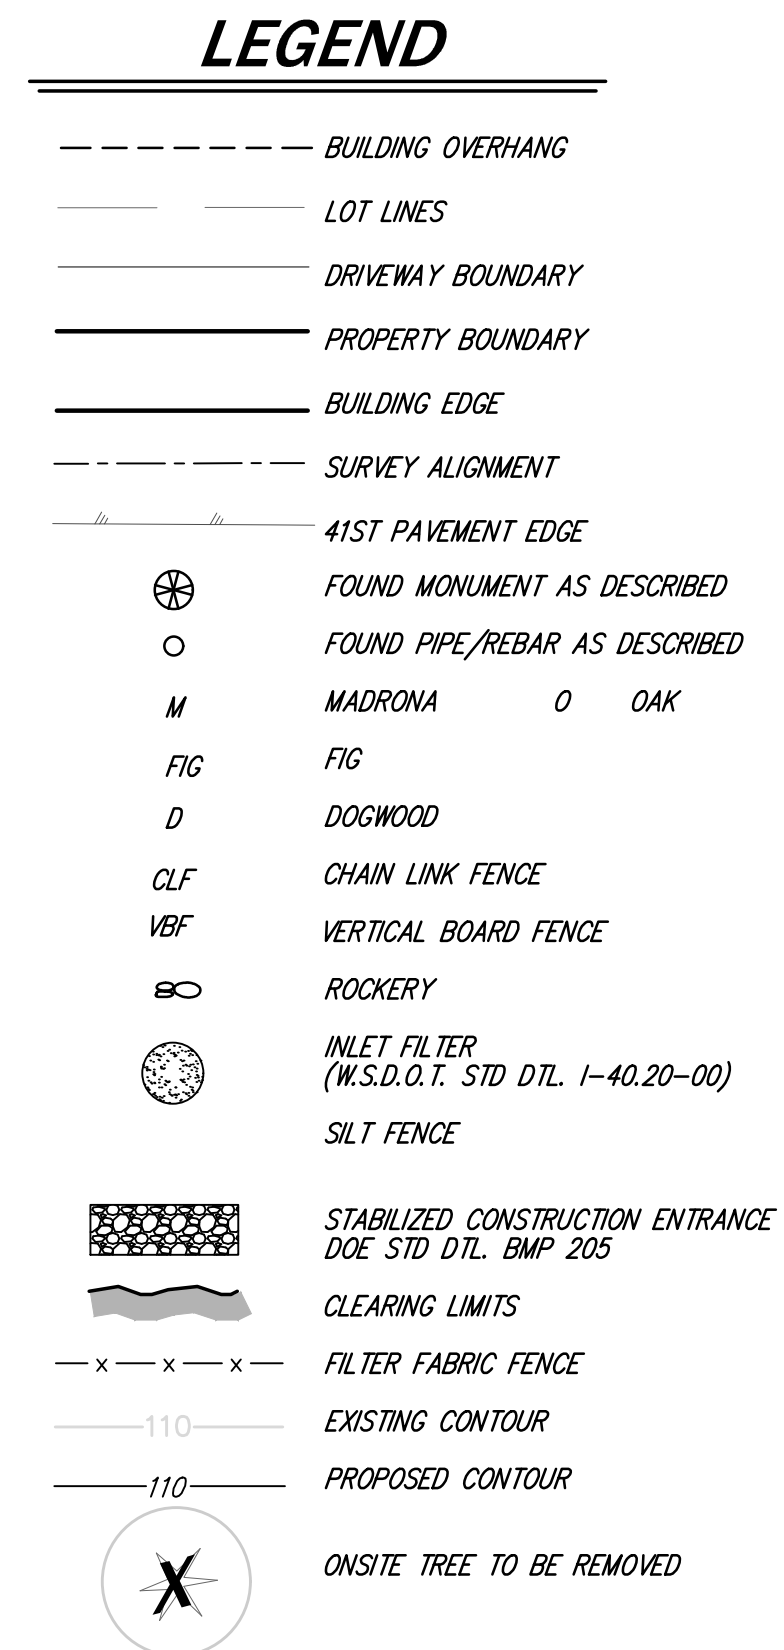 LEGEND
BUILDING OVERHANG
LOT LINES
DRIVEWAY BOUNDARY
PROPERTY BOUNDARY
BUILDING EDGE
SURVEY ALIGNMENT
41ST PAVEMENT EDGE
FOUND MONUMENT AS DESCRIBED
FOUND PIPE/REBAR AS DESCRIBED
M MADRONA O OAK
FIG FIG
D DOGWOOD
CLF CHAIN LINK FENCE
VBF VERTICAL BOARD FENCE
ROCKERY
INLET FILTER
(W.S.D.O.T. STD DTL. I-40.20-00)
SILT FENCE
STABILIZED CONSTRUCTION ENTRANCE
DOE STD DTL. BMP 205
CLEARING LIMITS
x x x FILTER FABRIC FENCE
110 EXISTING CONTOUR
110 PROPOSED CONTOUR
X ONSITE TREE TO BE REMOVED